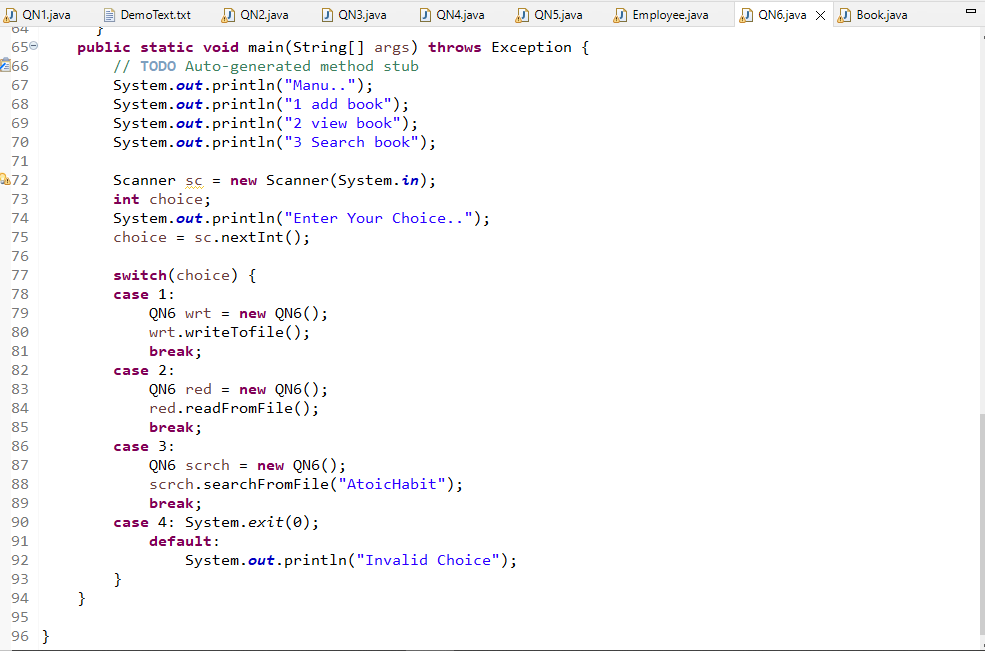 QN1.java DemoText.txt QN2.java QN3.java QN4.java QN5.java Employee.java QN6.java Book.java
64 }
65 public static void main(String[] args) throws Exception {
66 // TODO Auto-generated method stub
67 System.out.println("Manu..");
68 System.out.println("1 add book");
69 System.out.println("2 view book");
70 System.out.println("3 Search book");
71
72 Scanner sc = new Scanner(System.in);
73 int choice;
74 System.out.println("Enter Your Choice..");
75 choice = sc.nextInt();
76
77 switch(choice) {
78 case 1:
79 QN6 wrt = new QN6();
80 wrt.writeTofile();
81 break;
82 case 2:
83 QN6 red = new QN6();
84 red.readFromFile();
85 break;
86 case 3:
87 QN6 scrch = new QN6();
88 scrch.searchFromFile("AtoicHabit");
89 break;
90 case 4: System.exit(0);
91 default:
92 System.out.println("Invalid Choice");
93 }
94 }
95
96 }